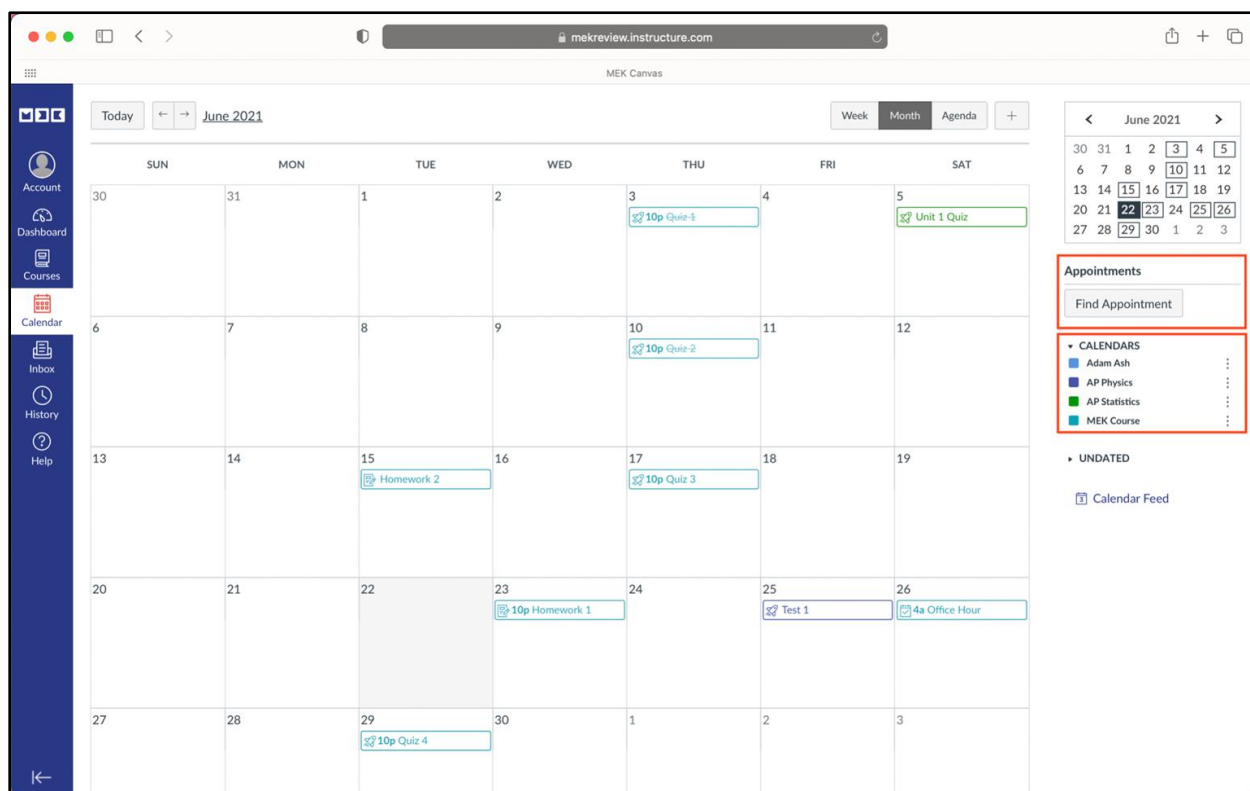 mekreview.instructure.com
MEK Canvas
MEK
Account
Dashboard
Courses
Calendar
Inbox
History
Help
Today ← → June 2021
Week Month Agenda +
SUN MON TUE WED THU FRI SAT
30 31 1 2 3 4 5
10p Quiz 1 Unit 1 Quiz
6 7 8 9 10 11 12
10p Quiz 2
13 14 15 16 17 18 19
Homework 2 10p Quiz 3
20 21 22 23 24 25 26
10p Homework 1 Test 1 4a Office Hour
27 28 29 30 1 2 3
10p Quiz 4
June 2021
30 31 1 2 3 4 5
6 7 8 9 10 11 12
13 14 15 16 17 18 19
20 21 22 23 24 25 26
27 28 29 30 1 2 3
Appointments
Find Appointment
CALENDARS
Adam Ash
AP Physics
AP Statistics
MEK Course
UNDATED
3 Calendar Feed